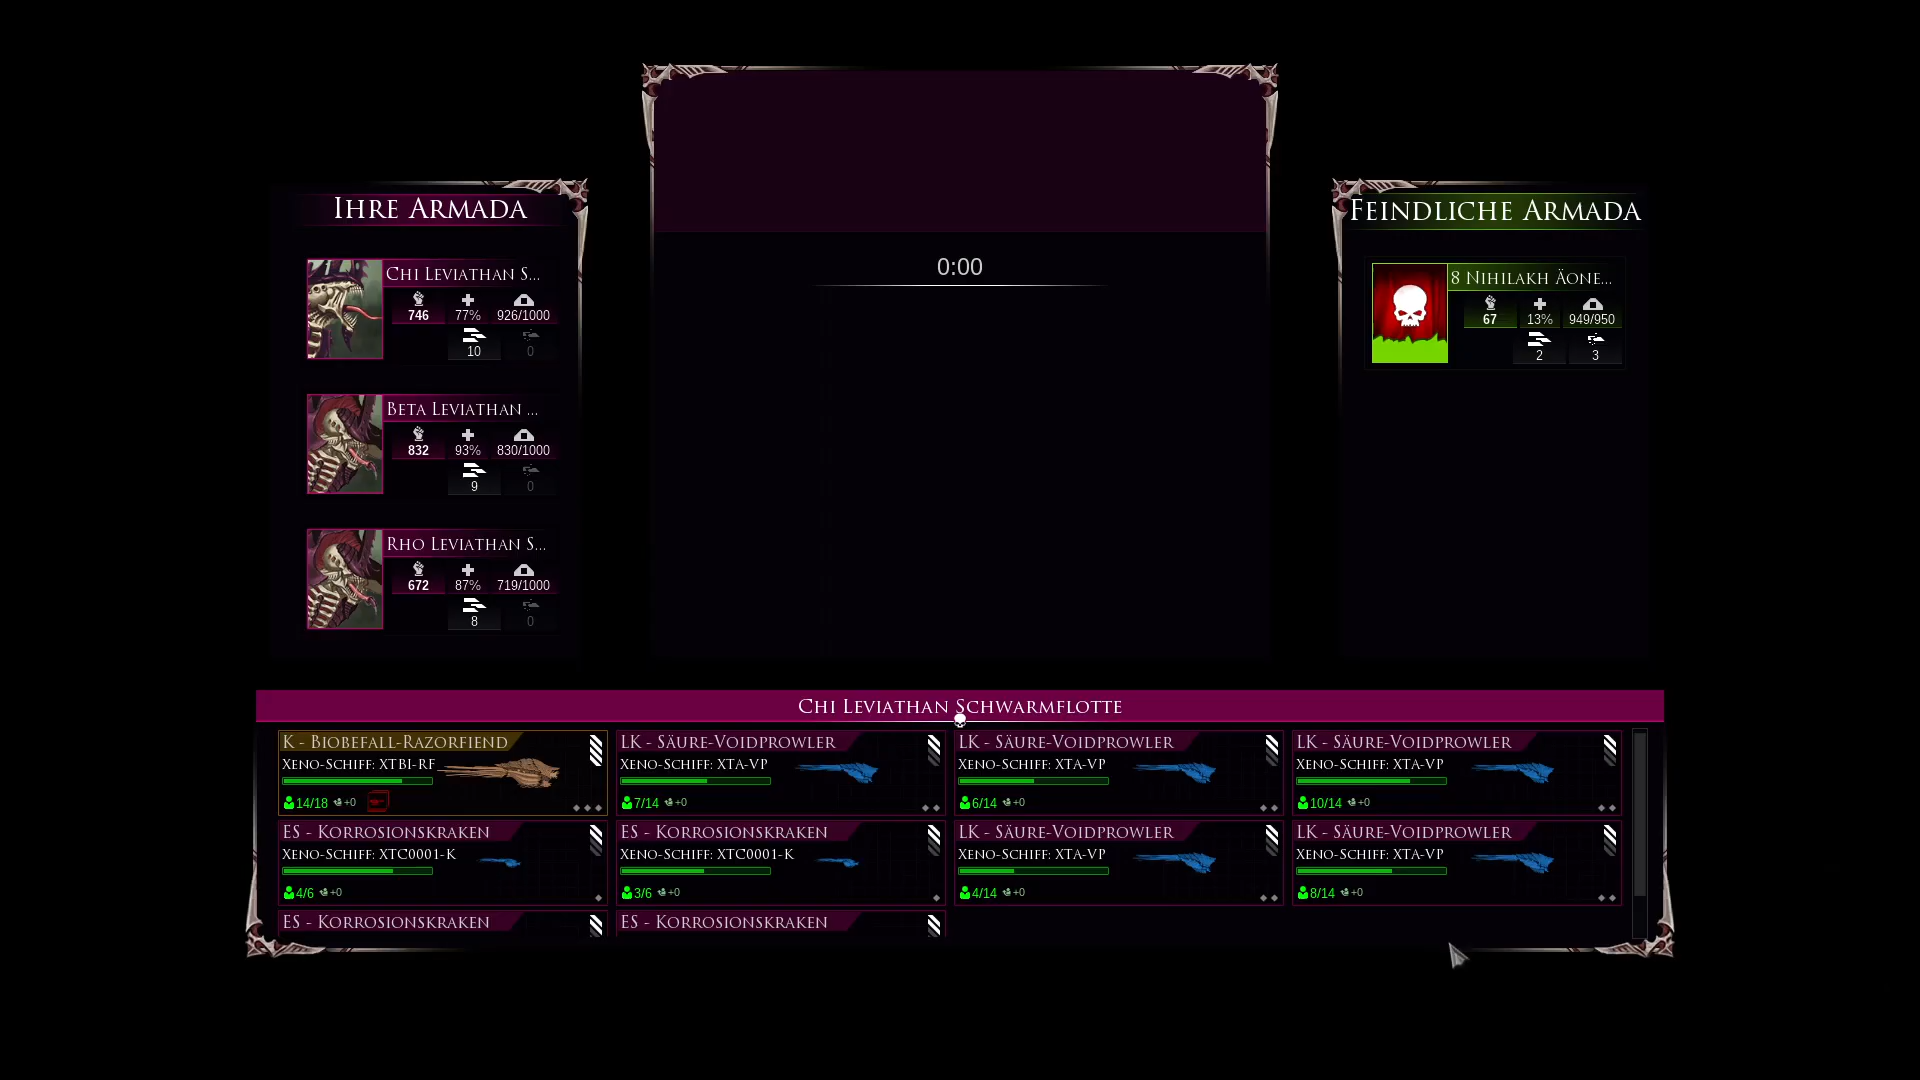 IHRE ARMADA
CHI LEVIATHAN S...
746 77% 926/1000
10 0
BETA LEVIATHAN ...
832 93% 830/1000
9 0
RHO LEVIATHAN S...
672 87% 719/1000
8 0
0:00
FEINDLICHE ARMADA
8 NIHILAKH ÄONE...
67 13% 949/950
2 3
CHI LEVIATHAN SCHWARMFLOTTE
K - BIOBEFALL-RAZORFIEND
XENO-SCHIFF: XTBI-RF
14/18 +0
LK - SÄURE-VOIDPROWLER
XENO-SCHIFF: XTA-VP
7/14 +0
LK - SÄURE-VOIDPROWLER
XENO-SCHIFF: XTA-VP
6/14 +0
LK - SÄURE-VOIDPROWLER
XENO-SCHIFF: XTA-VP
10/14 +0
ES - KORROSIONSKRAKEN
XENO-SCHIFF: XTC0001-K
4/6 +0
ES - KORROSIONSKRAKEN
XENO-SCHIFF: XTC0001-K
3/6 +0
LK - SÄURE-VOIDPROWLER
XENO-SCHIFF: XTA-VP
4/14 +0
LK - SÄURE-VOIDPROWLER
XENO-SCHIFF: XTA-VP
8/14 +0
ES - KORROSIONSKRAKEN
ES - KORROSIONSKRAKEN